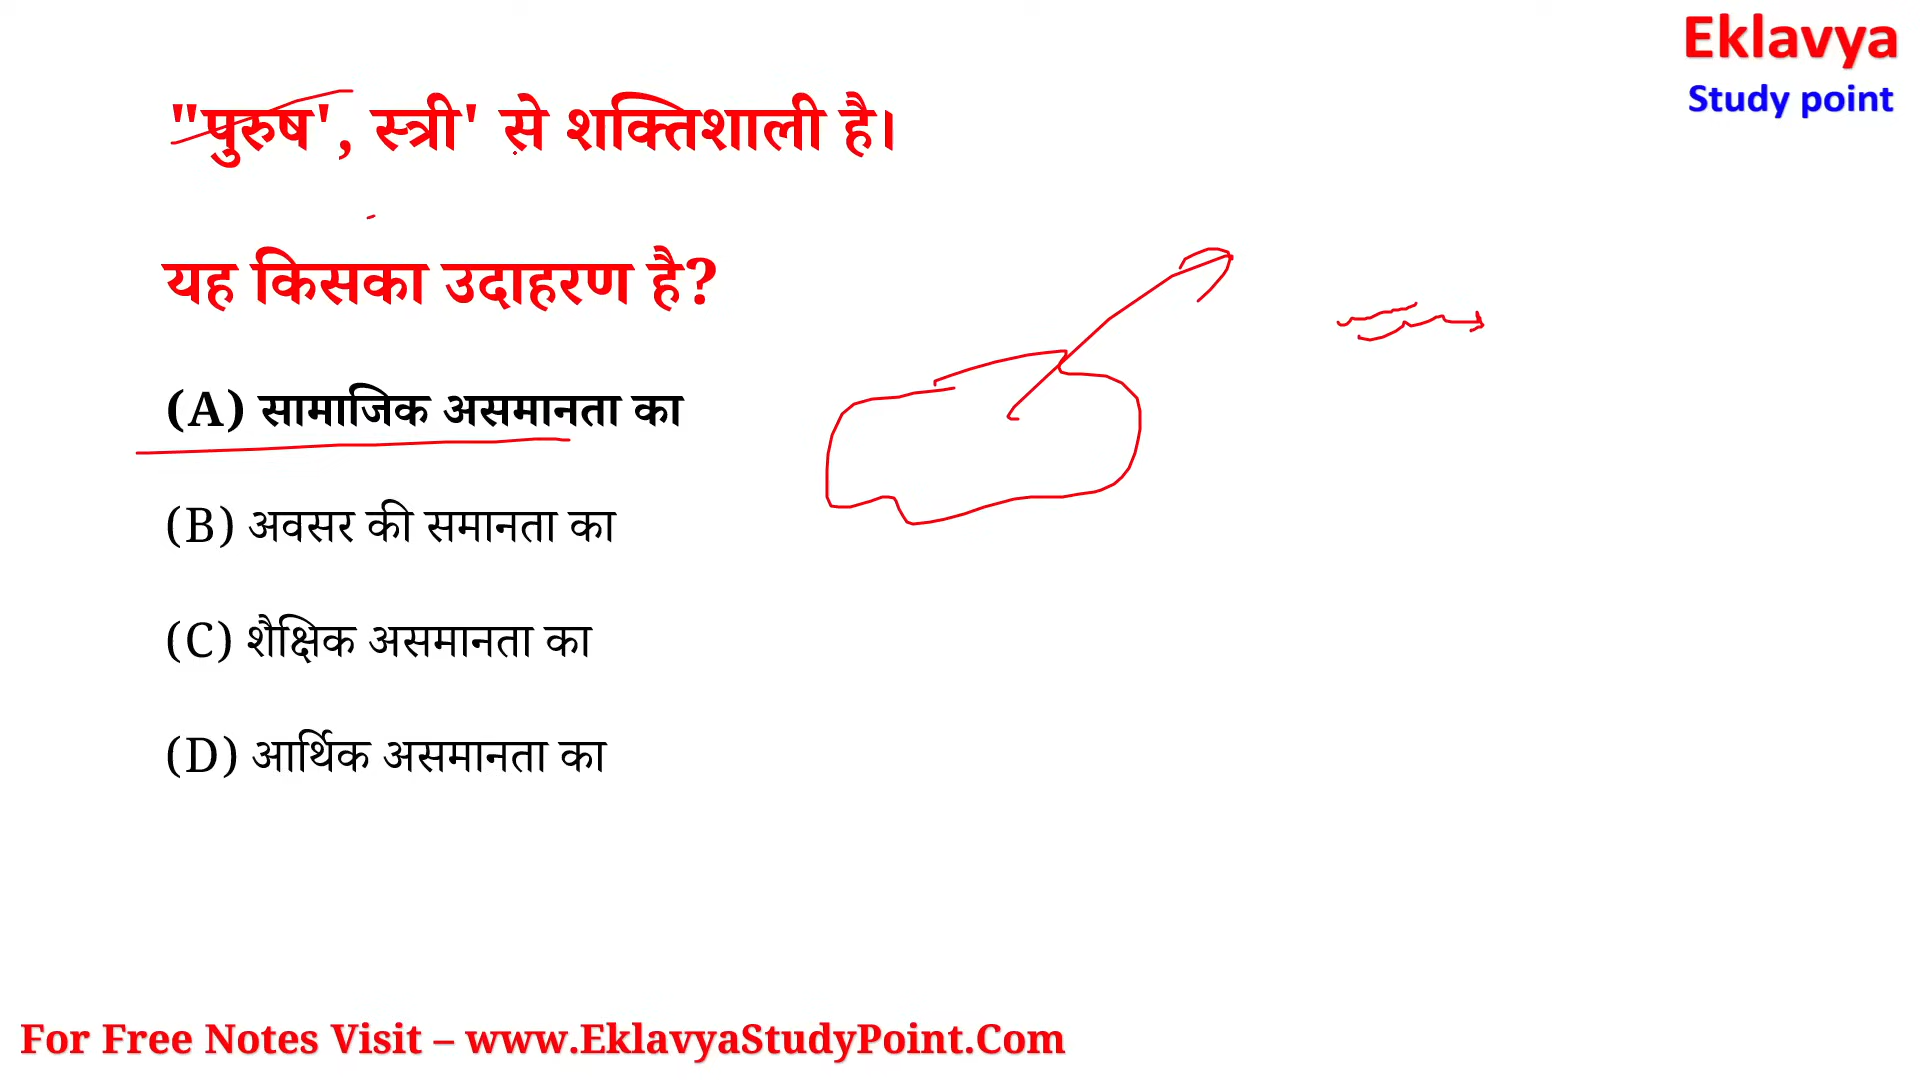 Eklavya
Study point
"पुरुष', स्त्री' से शक्तिशाली है।
यह किसका उदाहरण है?
(A) सामाजिक असमानता का
(B) अवसर की समानता का
(C) शैक्षिक असमानता का
(D) आर्थिक असमानता का
For Free Notes Visit – www.EklavyaStudyPoint.Com